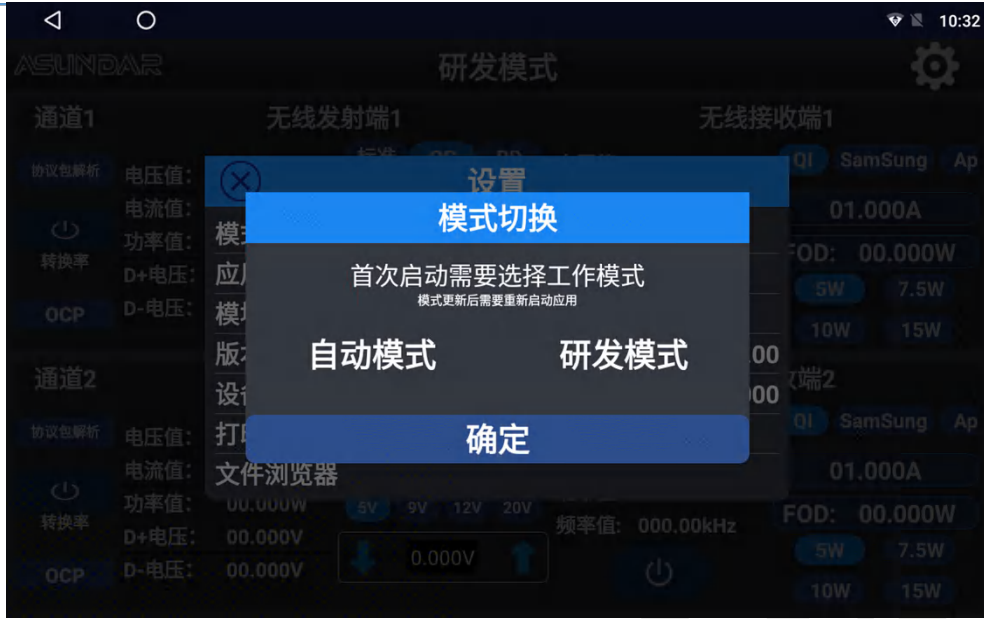 10:32
ASUNDAR 研发模式
通道1 无线发射端1 无线接收端1
协议包解析 电压值: QI SamSung Ap
设置
模式切换
电流值: 01.000A
功率值: FOD: 00.000W
转换率
首次启动需要选择工作模式
模式更新后需要重新启动应用
D+电压: 5W 7.5W
OCP D-电压: 10W 15W
自动模式 研发模式
版 00
通道2 端2
设 000
协议包解析 电压值: QI SamSung Ap
确定
电流值: 文件浏览器 01.000A
功率值: 00.000W 5V 9V 12V 20V FOD: 00.000W
转换率 频率值: 000.00kHz
D+电压: 00.000V 0.000V 5W 7.5W
OCP D-电压: 00.000V 10W 15W